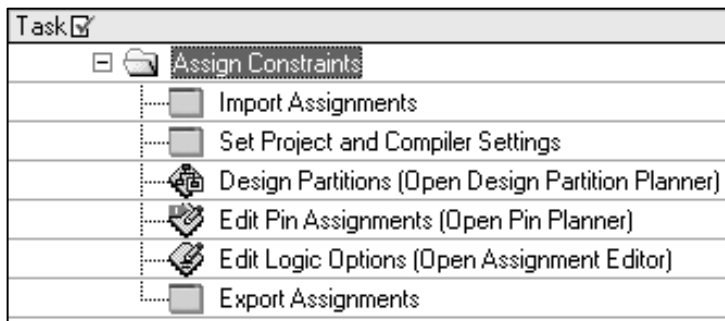 Task
Assign Constraints
Import Assignments
Set Project and Compiler Settings
Design Partitions (Open Design Partition Planner)
Edit Pin Assignments (Open Pin Planner)
Edit Logic Options (Open Assignment Editor)
Export Assignments